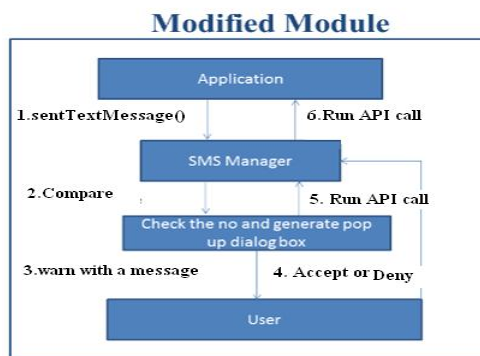 Modified Module
Application
1.sentTextMessage()
6.Run API call
SMS Manager
2.Compare
5. Run API call
Check the no and generate pop
up dialog box
3.warn with a message
4. Accept or Deny
User